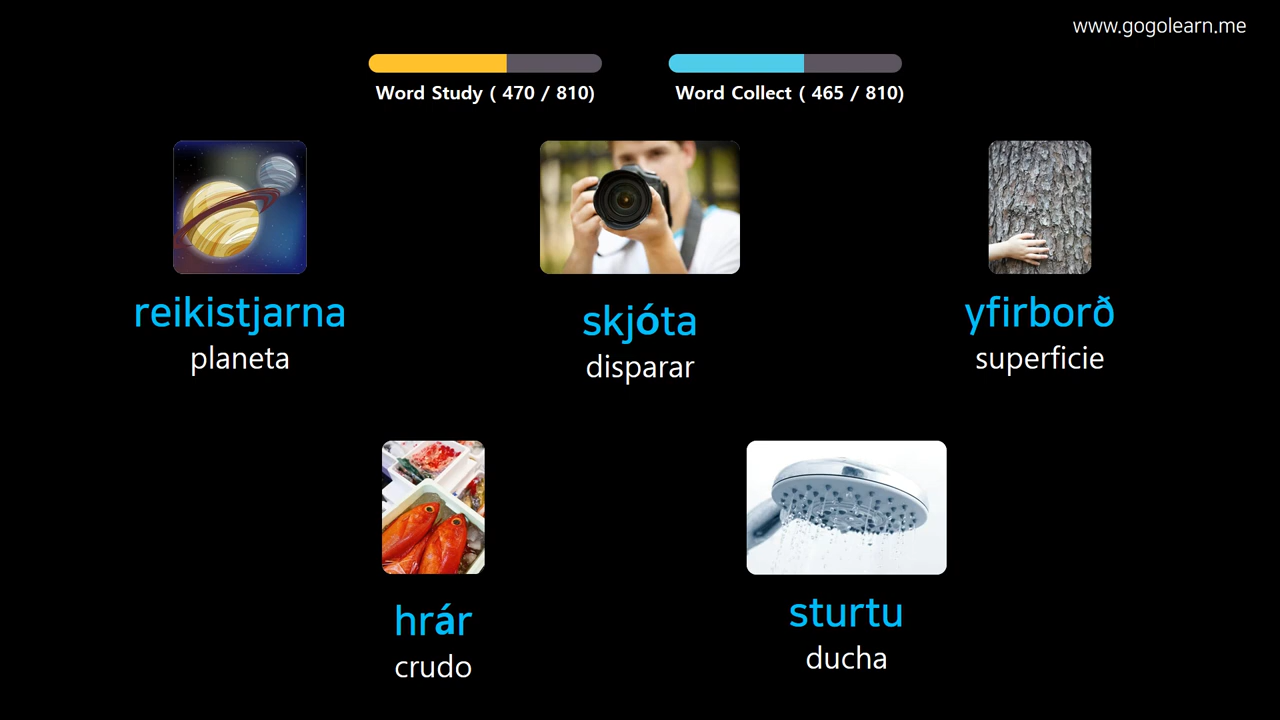 www.gogolearn.me
Word Study ( 470 / 810)
Word Collect ( 465 / 810)
reikistjarna
planeta
skjóta
disparar
yfirborð
superficie
hrár
crudo
sturtu
ducha